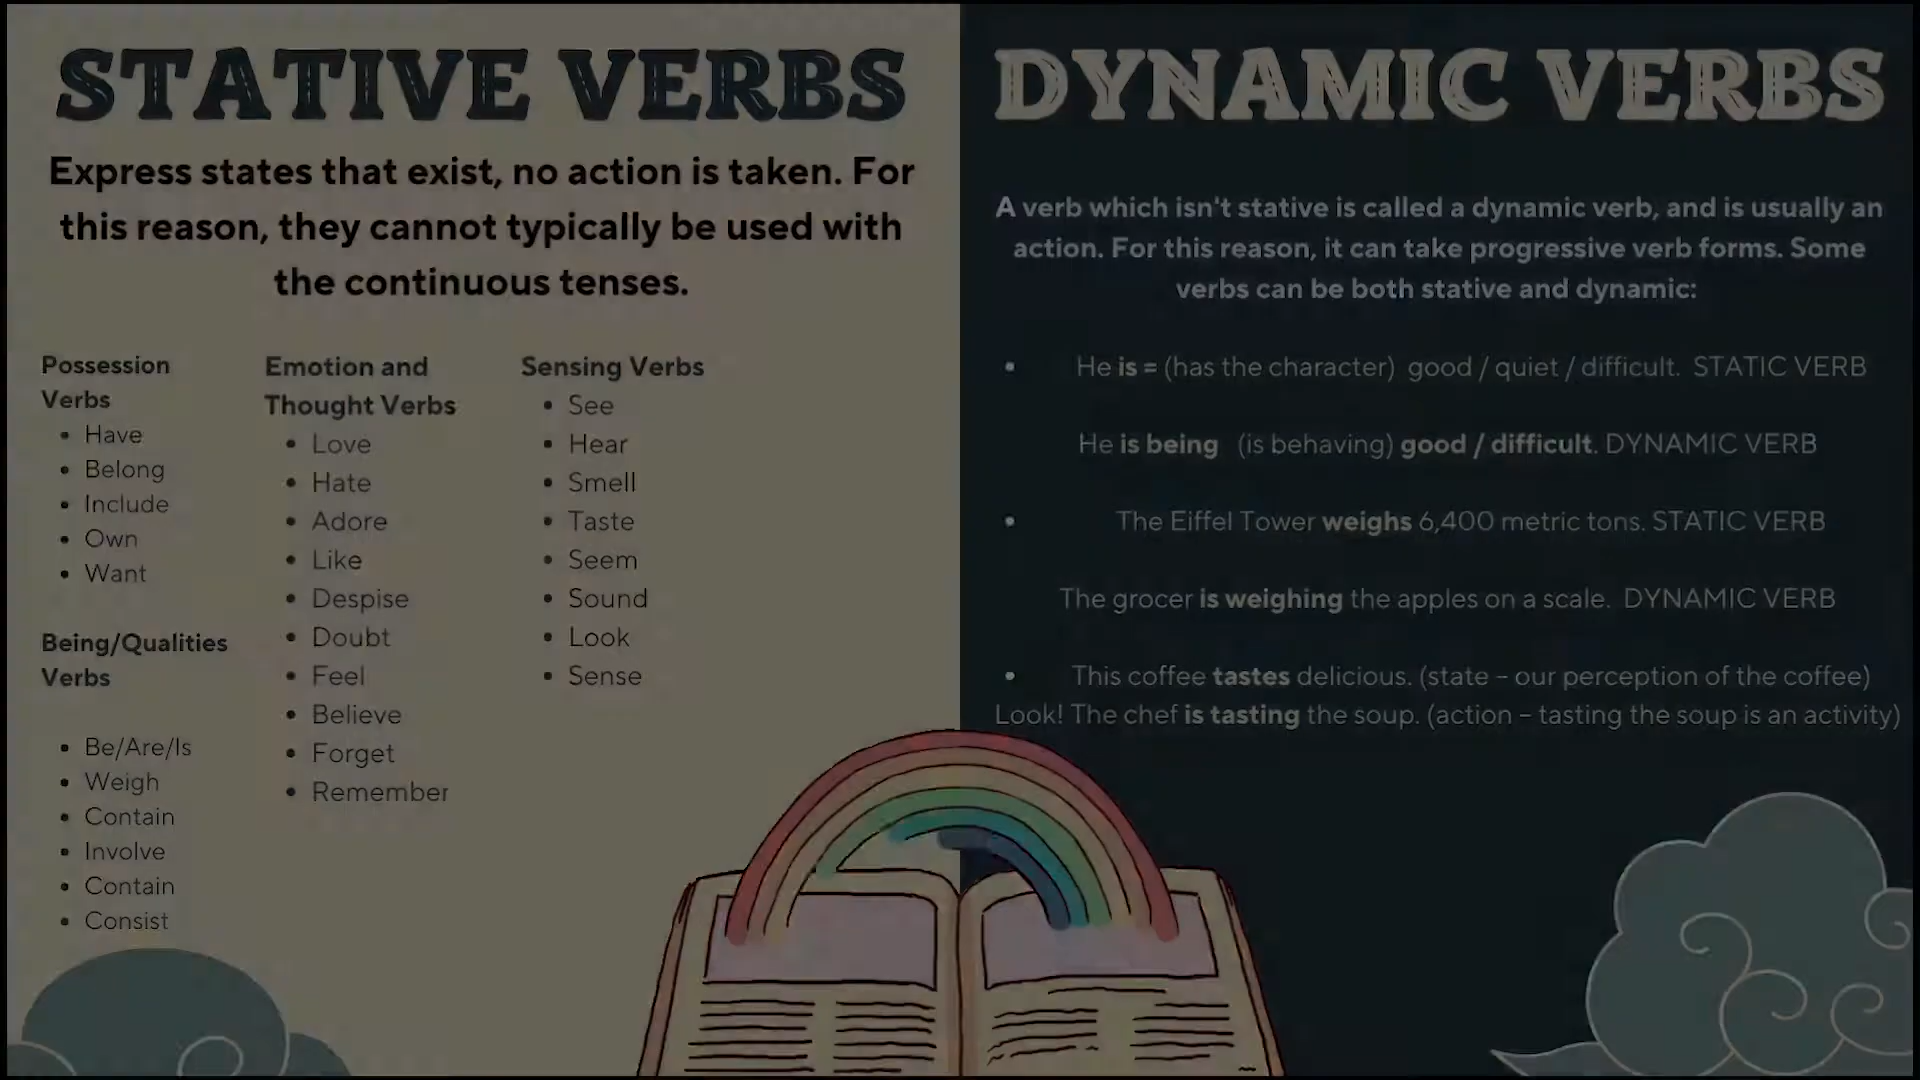 STATIVE VERBS
Express states that exist, no action is taken. For
this reason, they cannot typically be used with
the continuous tenses.
Possession
Verbs
• Have
• Belong
• Include
• Own
• Want
Being/Qualities
Verbs
• Be/Are/Is
• Weigh
• Contain
• Involve
• Contain
• Consist
Emotion and
Thought Verbs
• Love
• Hate
• Adore
• Like
• Despise
• Doubt
• Feel
• Believe
• Forget
• Remember
Sensing Verbs
• See
• Hear
• Smell
• Taste
• Seem
• Sound
• Look
• Sense
DYNAMIC VERBS
A verb which isn't stative is called a dynamic verb, and is usually an
action. For this reason, it can take progressive verb forms. Some
verbs can be both stative and dynamic:
• He is = (has the character) good / quiet / difficult. STATIC VERB
He is being (is behaving) good / difficult. DYNAMIC VERB
• The Eiffel Tower weighs 6,400 metric tons. STATIC VERB
The grocer is weighing the apples on a scale. DYNAMIC VERB
• This coffee tastes delicious. (state – our perception of the coffee)
Look! The chef is tasting the soup. (action – tasting the soup is an activity)